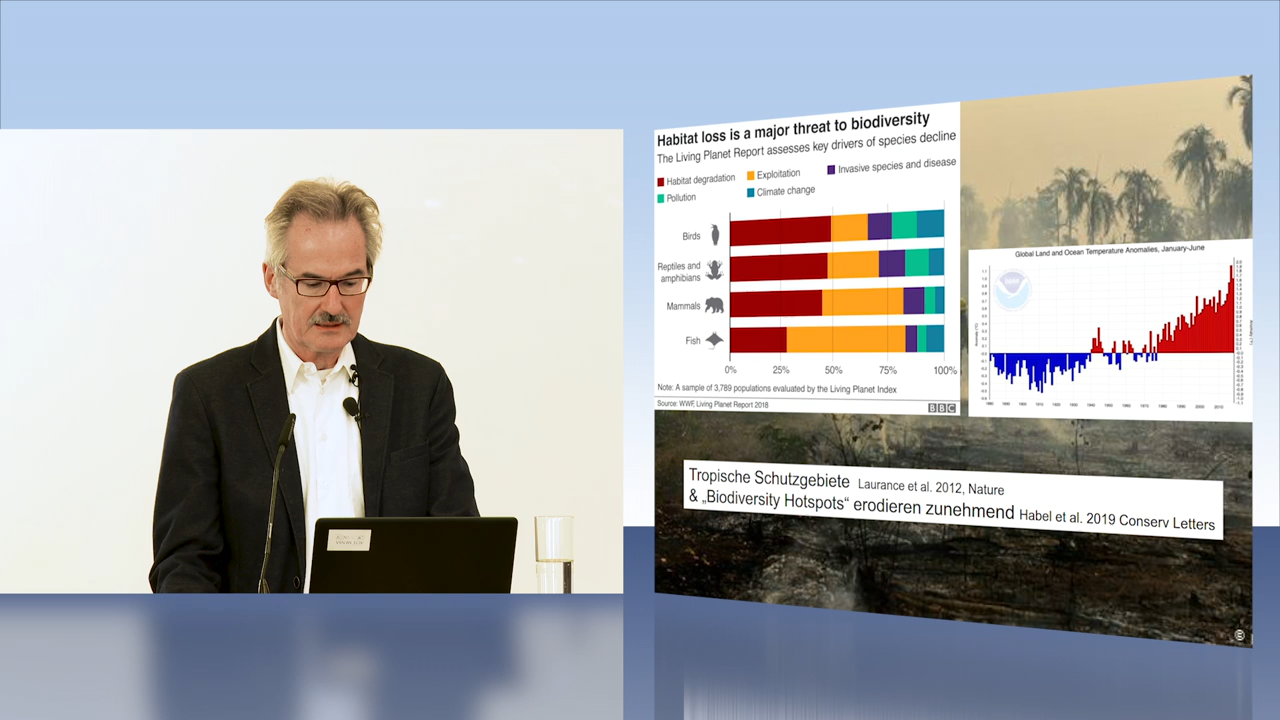 Habitat loss is a major threat to biodiversity
The Living Planet Report assesses key drivers of species decline
Habitat degradation
Exploitation
Invasive species and disease
Pollution
Climate change
Birds
Reptiles and
amphibians
Mammals
Fish
0%
25%
50%
75%
100%
Note: A sample of 3,789 populations evaluated by the Living Planet Index
Source: WWF, Living Planet Report 2018
BBC
Global Land and Ocean Temperature Anomalies, January-June
Tropische Schutzgebiete Laurance et al. 2012, Nature
& „Biodiversity Hotspots“ erodieren zunehmend Habel et al. 2019 Conserv Letters